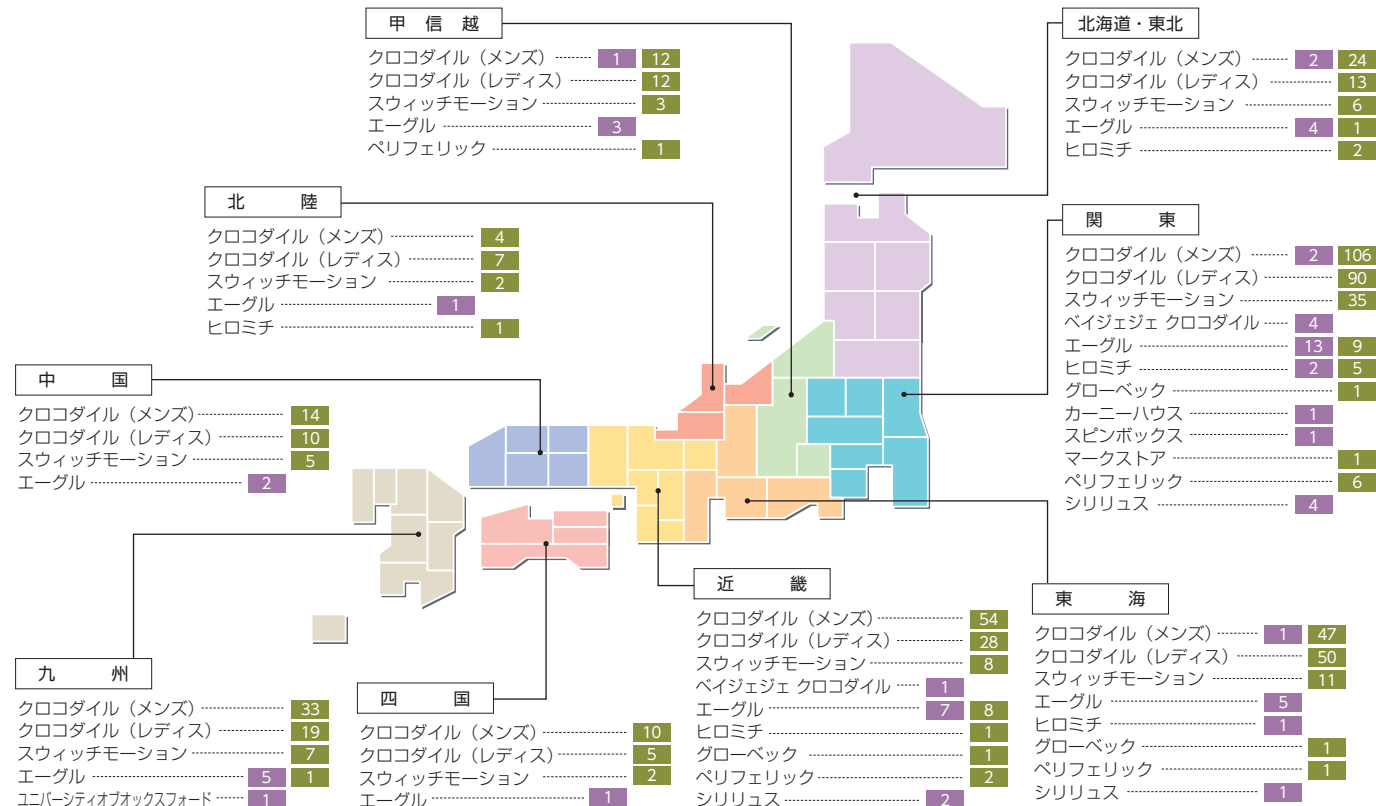 甲信越
クロコダイル（メンズ） 1 12
クロコダイル（レディス） 12
スウィッチモーション 3
エーグル 3
ペリフェリック 1
北海道・東北
クロコダイル（メンズ） 2 24
クロコダイル（レディス） 13
スウィッチモーション 6
エーグル 4 1
ヒロミチ 2
北陸
クロコダイル（メンズ） 4
クロコダイル（レディス） 7
スウィッチモーション 2
エーグル 1
ヒロミチ 1
関東
クロコダイル（メンズ） 2 106
クロコダイル（レディス） 90
スウィッチモーション 35
ベイジェジェ クロコダイル 4
エーグル 13 9
ヒロミチ 2 5
グローベック 1
カーニーハウス 1
スピンボックス 1
マークストア 1
ペリフェリック 6
シリリュス 4
中国
クロコダイル（メンズ） 14
クロコダイル（レディス） 10
スウィッチモーション 5
エーグル 2
九州
クロコダイル（メンズ） 33
クロコダイル（レディス） 19
スウィッチモーション 7
エーグル 5 1
ユニバーシティオブオックスフォード 1
四国
クロコダイル（メンズ） 10
クロコダイル（レディス） 5
スウィッチモーション 2
エーグル 1
近畿
クロコダイル（メンズ） 54
クロコダイル（レディス） 28
スウィッチモーション 8
ベイジェジェ クロコダイル 1
エーグル 7 8
ヒロミチ 1
グローベック 1
ペリフェリック 2
シリリュス 2
東海
クロコダイル（メンズ） 1 47
クロコダイル（レディス） 50
スウィッチモーション 11
エーグル 5
ヒロミチ 1
グローベック 1
ペリフェリック 1
シリリュス 1